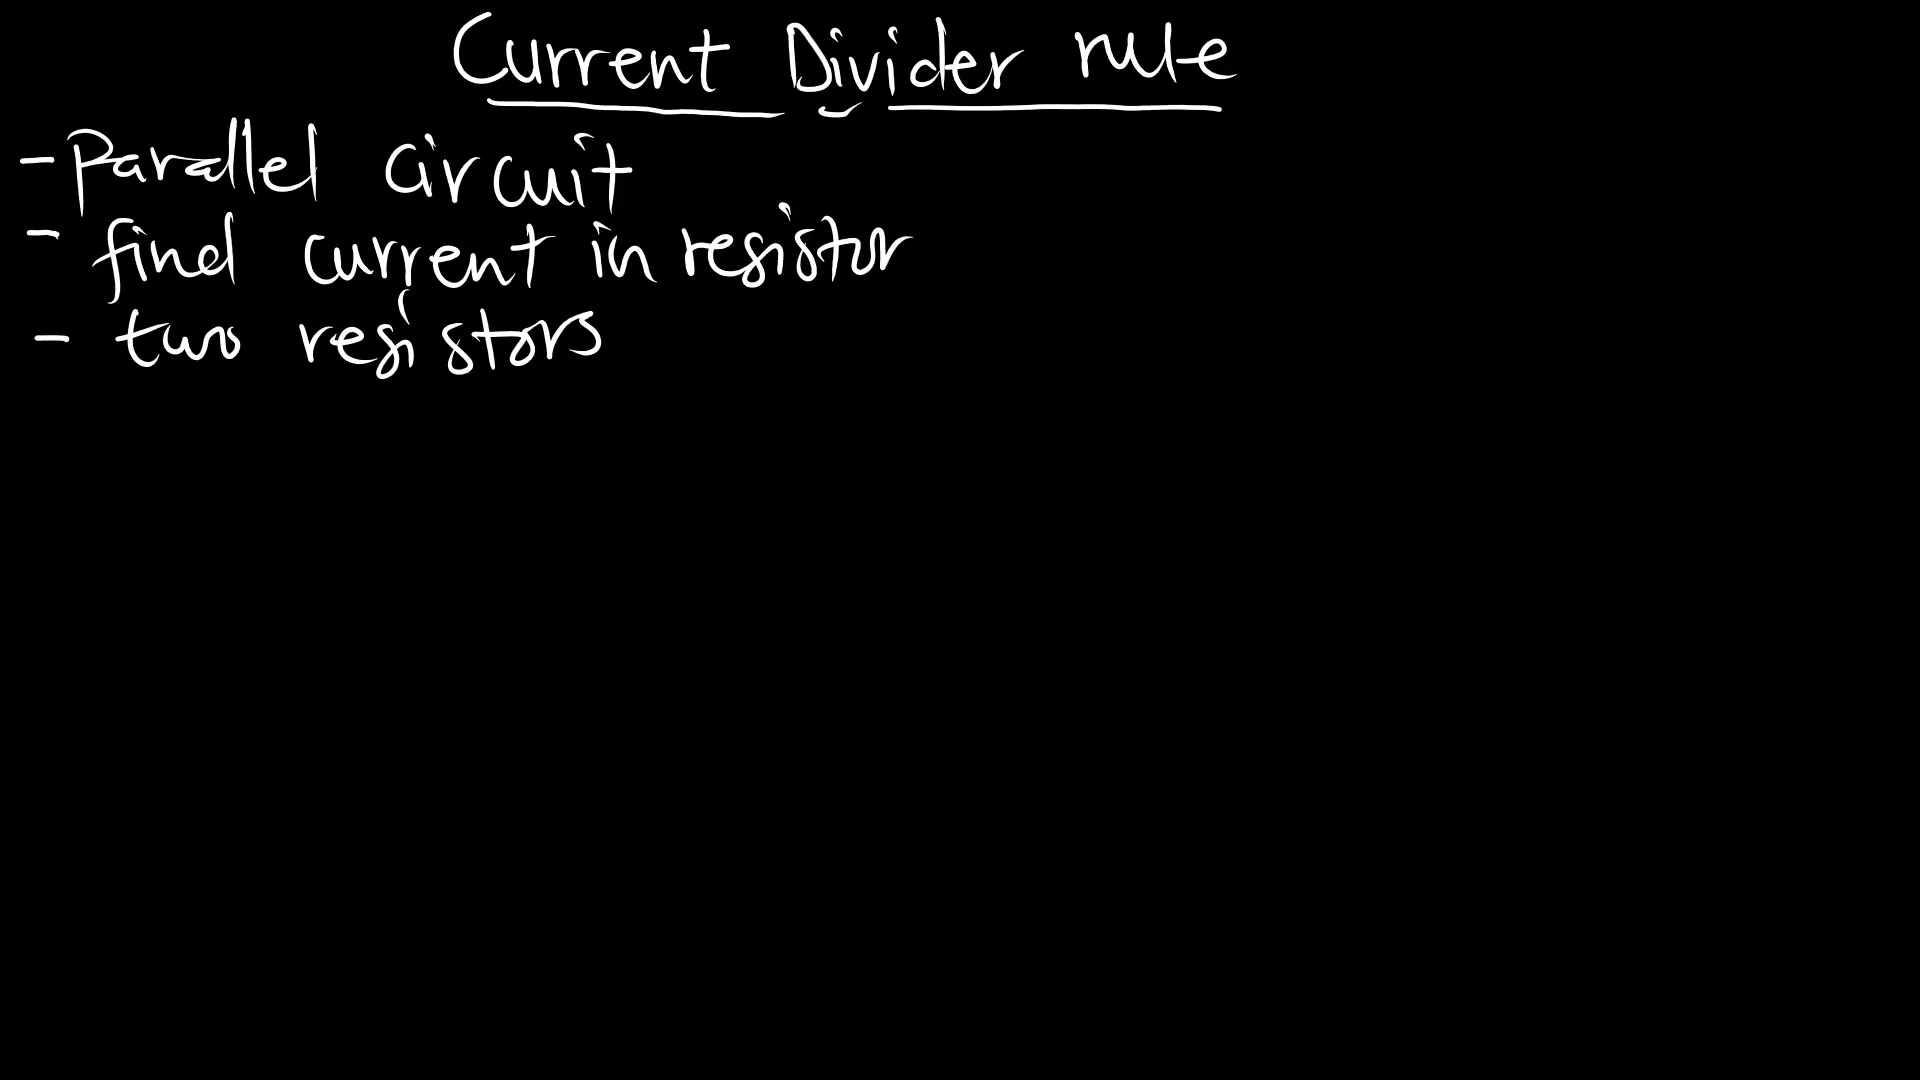 Current Divider rule
- parallel circuit
- find current in resistor
- two resistors